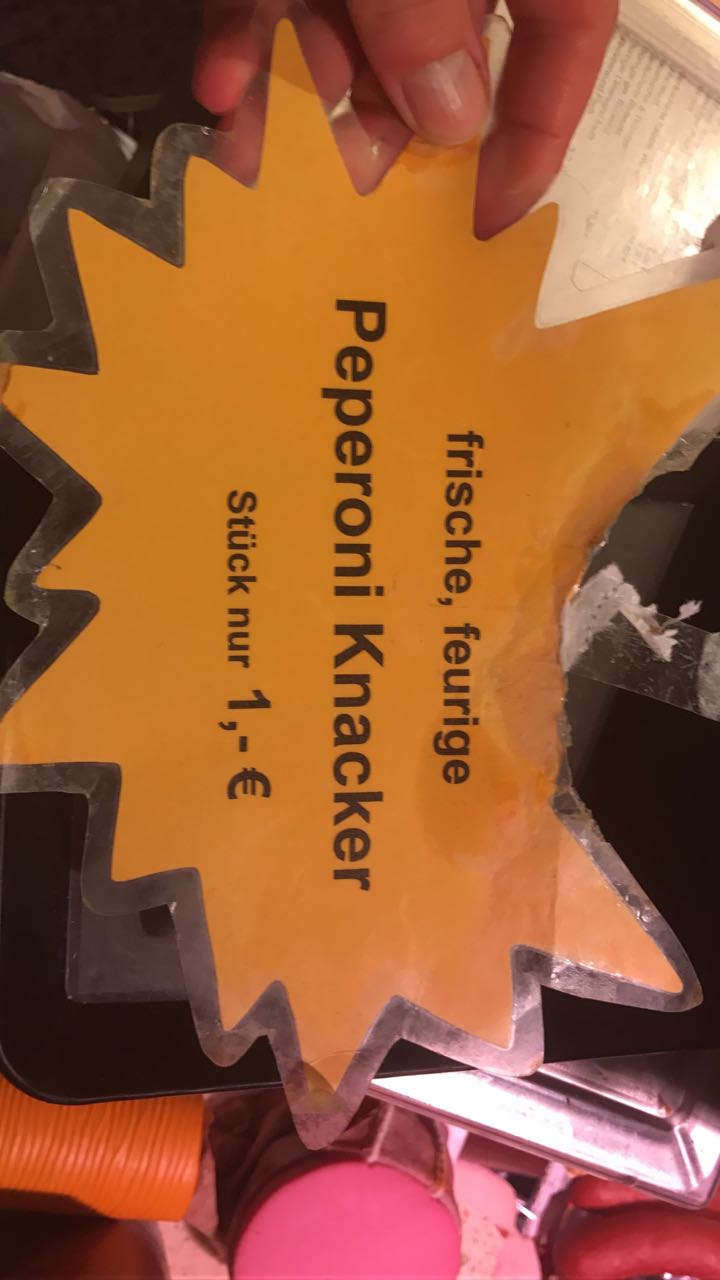 frische, feurige
Peperoni Knacker
Stück nur 1,- €